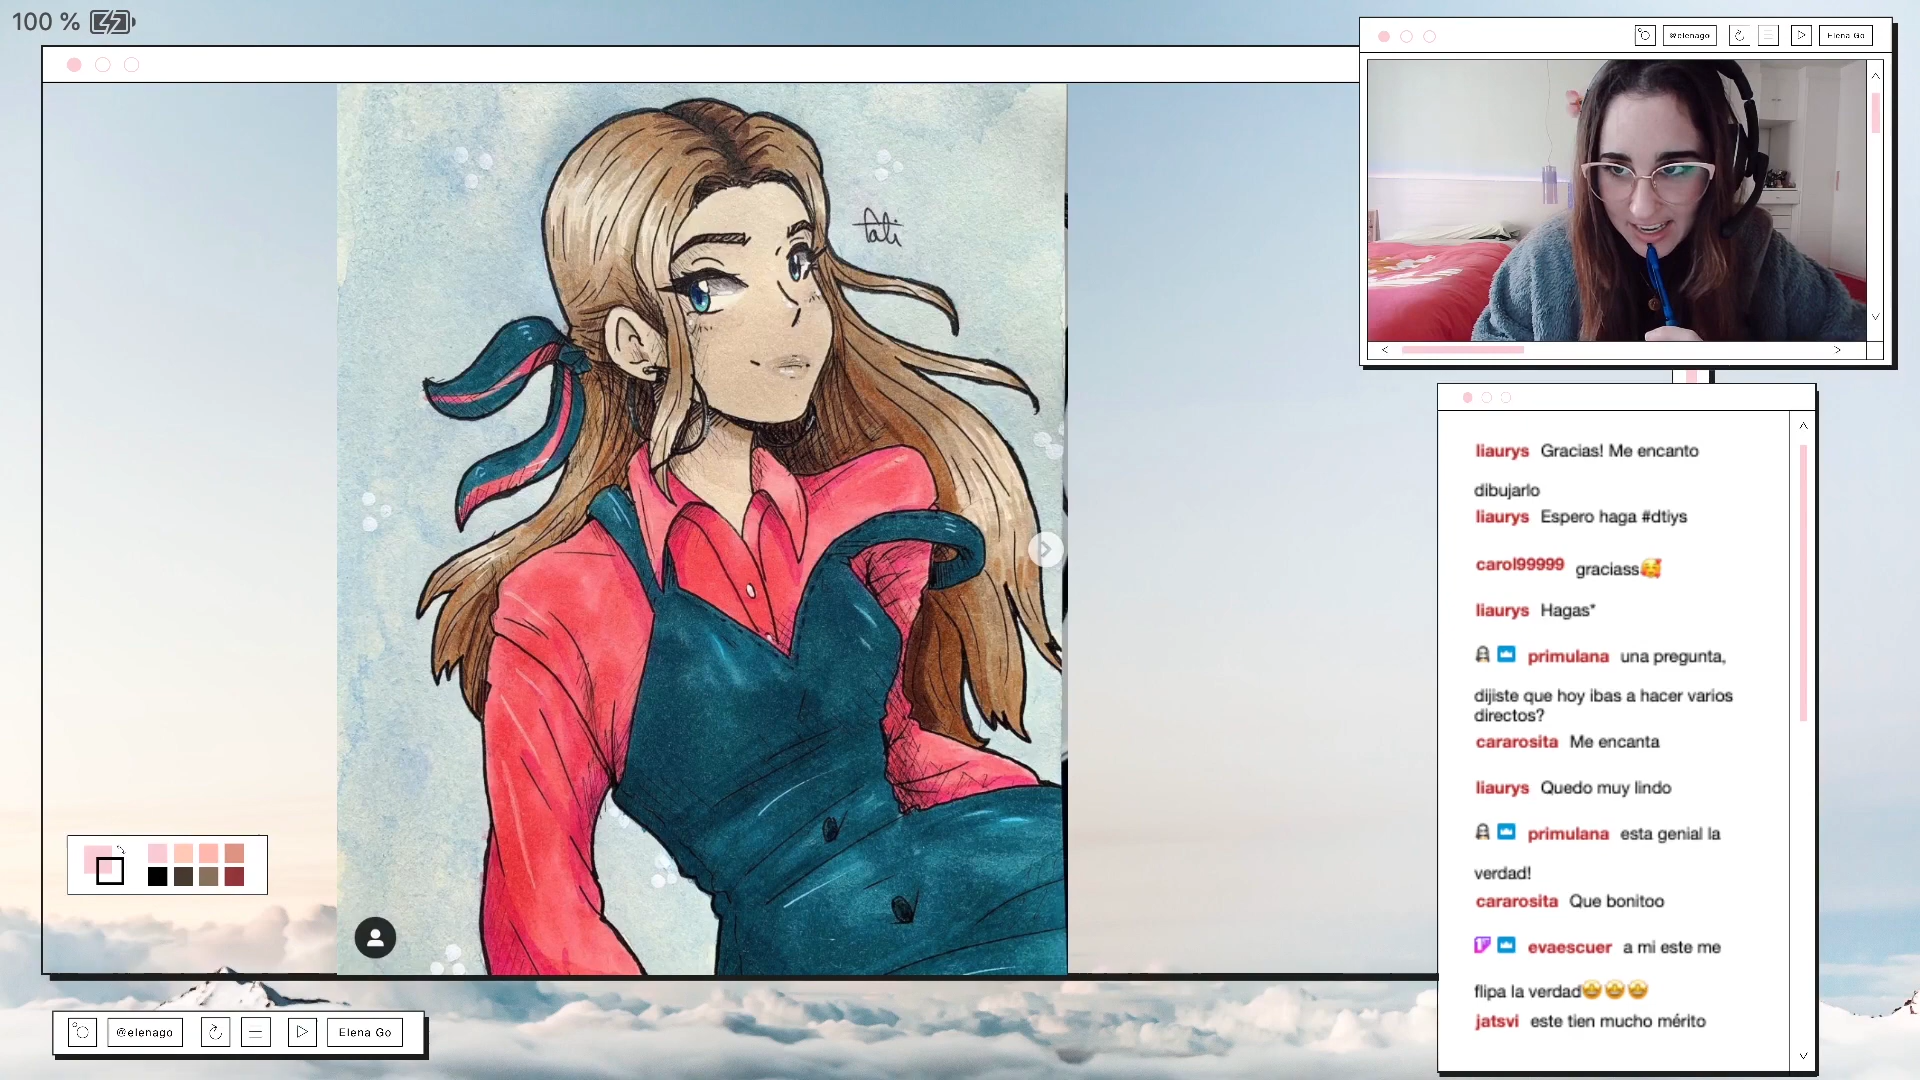 100 %
@elenago
Elena Go
tali
liaurys Gracias! Me encanto
dibujarlo
liaurys Espero haga #dtiys
carol99999 graciass🥰
liaurys Hagas*
primulana una pregunta,
dijiste que hoy ibas a hacer varios
directos?
cararosita Me encanta
liaurys Quedo muy lindo
primulana esta genial la
verdad!
cararosita Que bonitoo
evaescuer a mi este me
flipa la verdad🤩🤩🤩
jatsvi este tien mucho mérito
@elenago
Elena Go